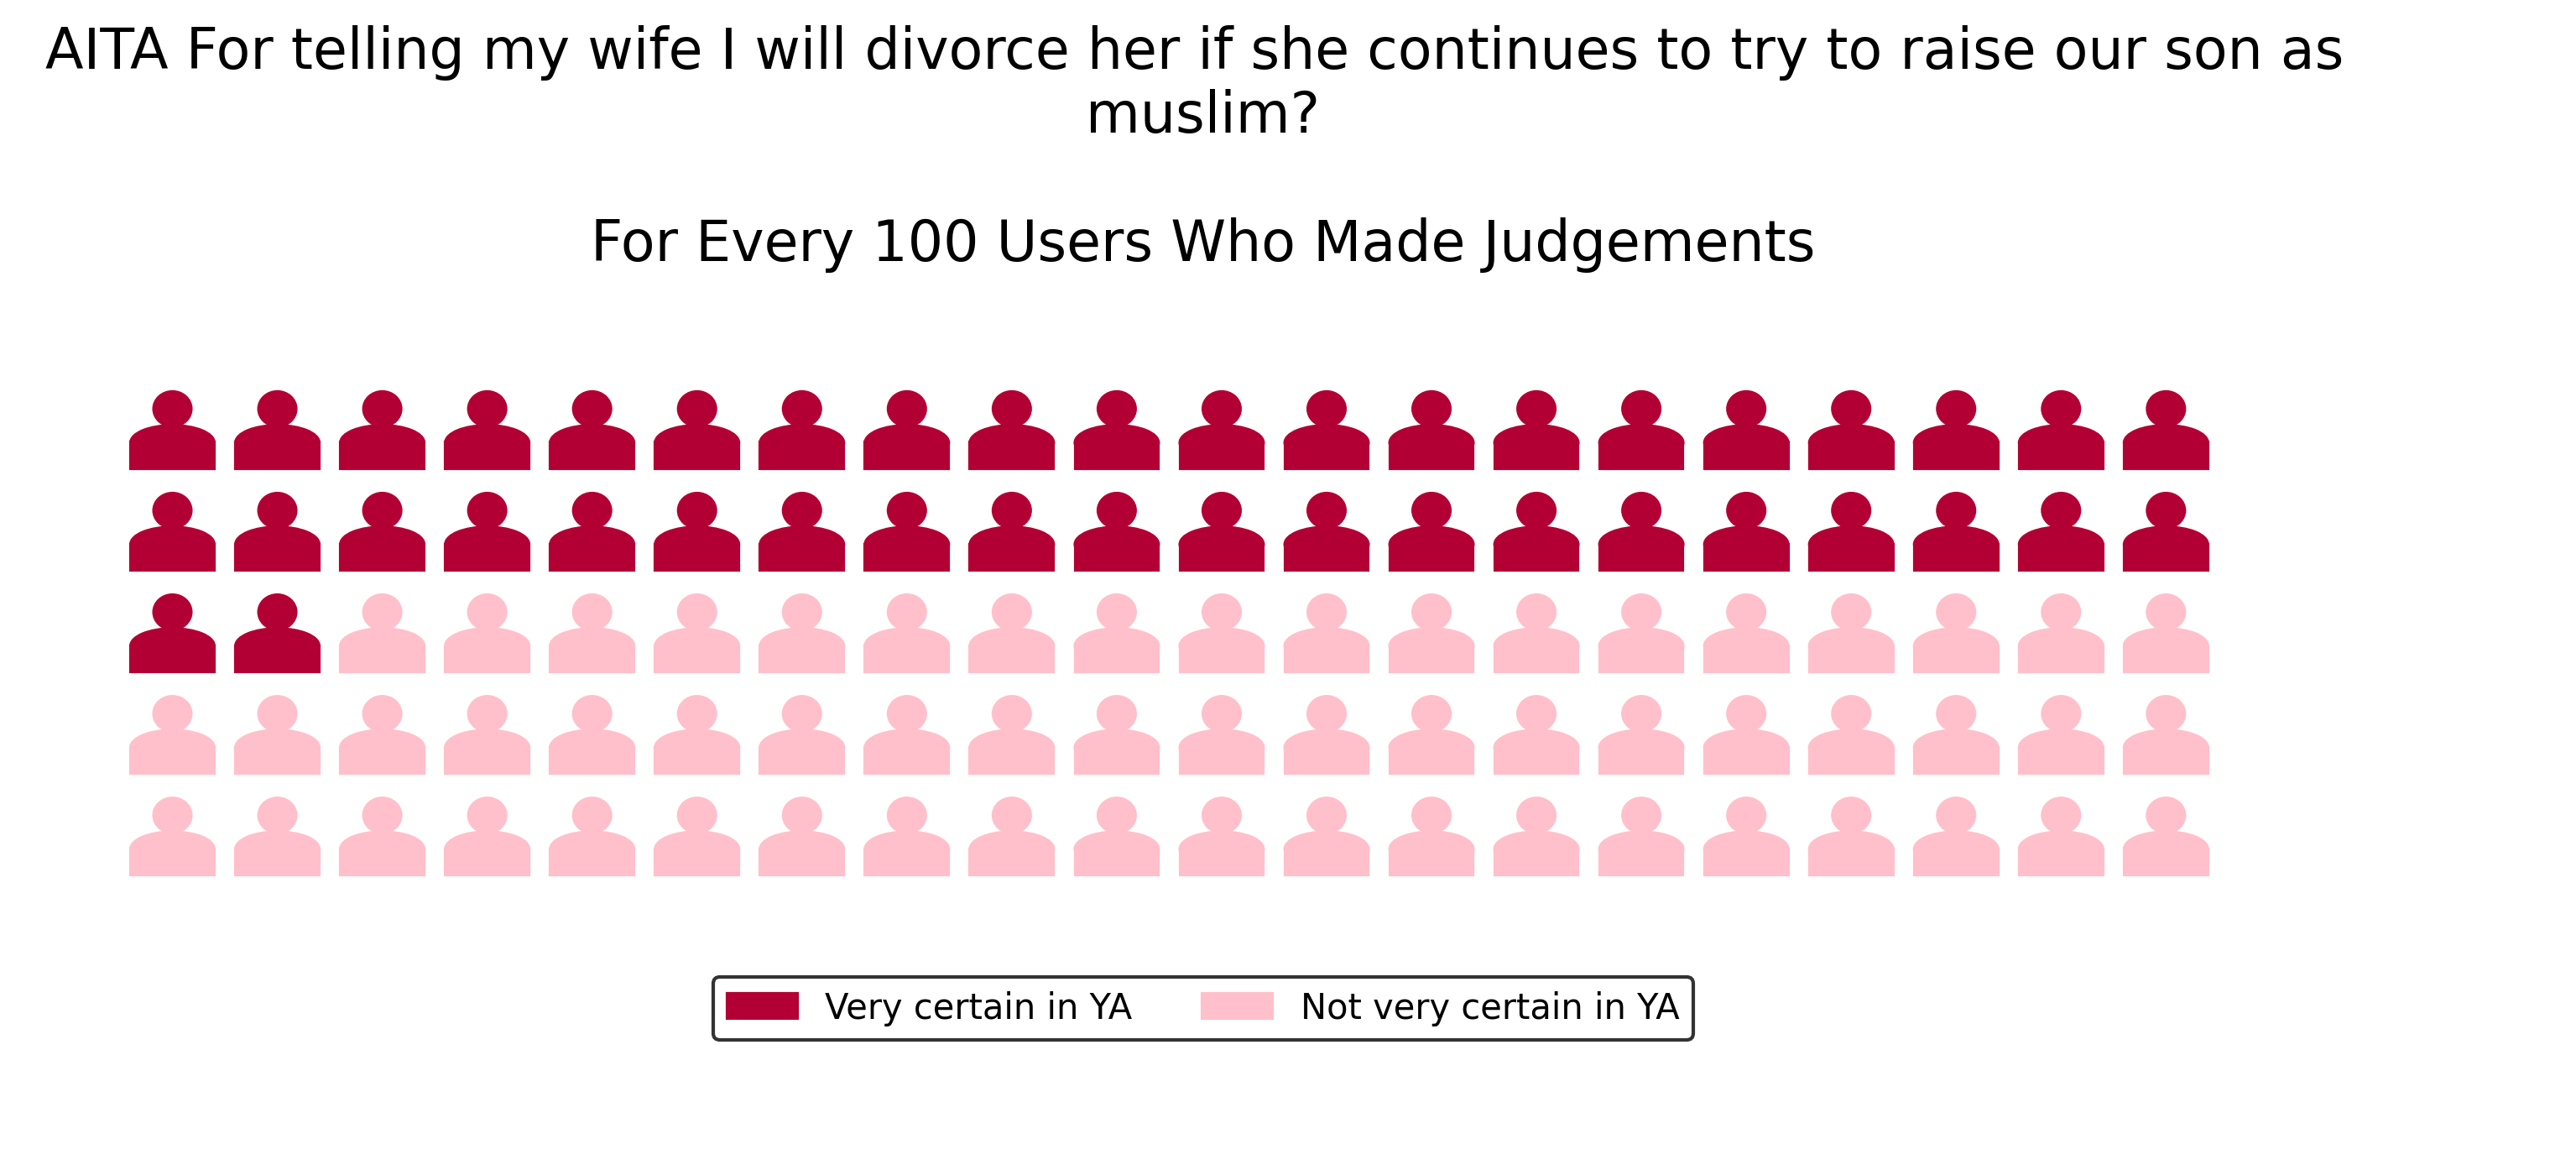 AITA For telling my wife I will divorce her if she continues to try to raise our son as
muslim?
For Every 100 Users Who Made Judgements
Very certain in YA
Not very certain in YA